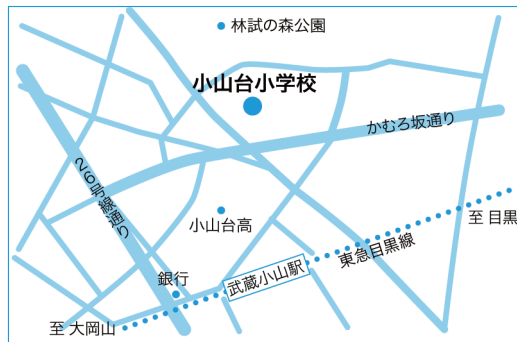 林試の森公園
小山台小学校
かむろ坂通り
26号線通り
小山台高
至 目黒
東急目黒線
武蔵小山駅
銀行
至 大岡山